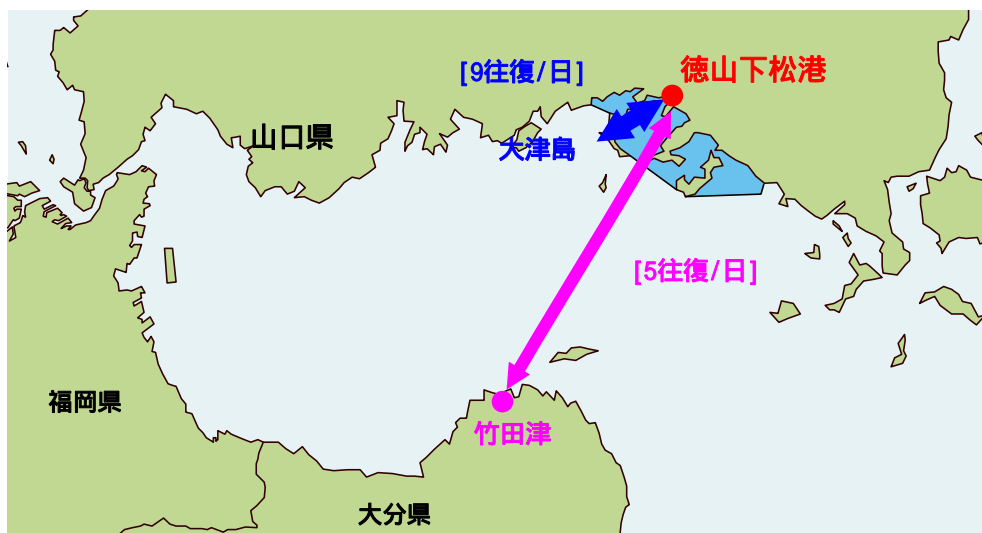 [9往復/日]
徳山下松港
山口県
大津島
[5往復/日]
福岡県
竹田津
大分県